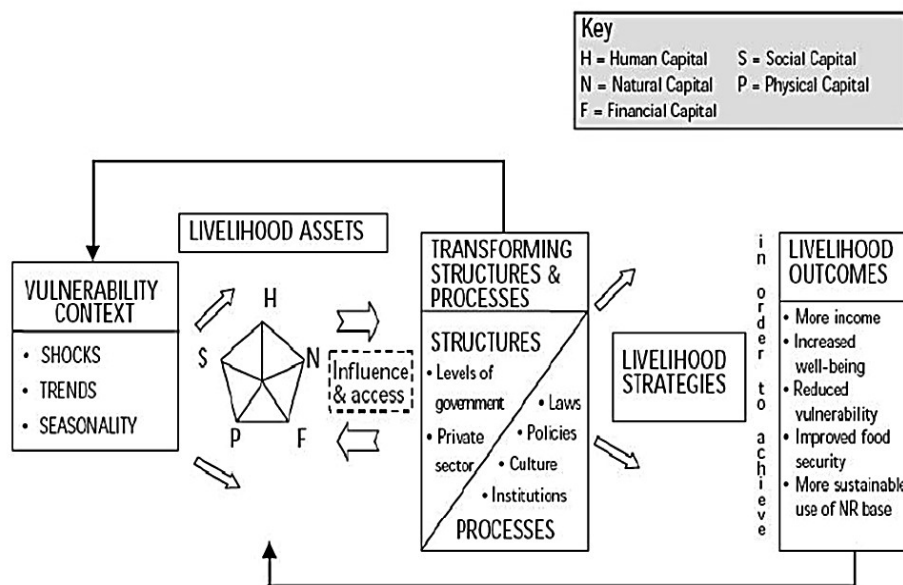 Key
H = Human Capital S = Social Capital
N = Natural Capital P = Physical Capital
F = Financial Capital
LIVELIHOOD ASSETS
VULNERABILITY
CONTEXT
• SHOCKS
• TRENDS
• SEASONALITY
H
S
N
P
F
Influence
& access
TRANSFORMING
STRUCTURES &
PROCESSES
STRUCTURES
• Levels of
government
• Private
sector
• Laws
• Policies
• Culture
• Institutions
PROCESSES
LIVELIHOOD
STRATEGIES
in order to achieve
LIVELIHOOD
OUTCOMES
• More income
• Increased
well-being
• Reduced
vulnerability
• Improved food
security
• More sustainable
use of NR base